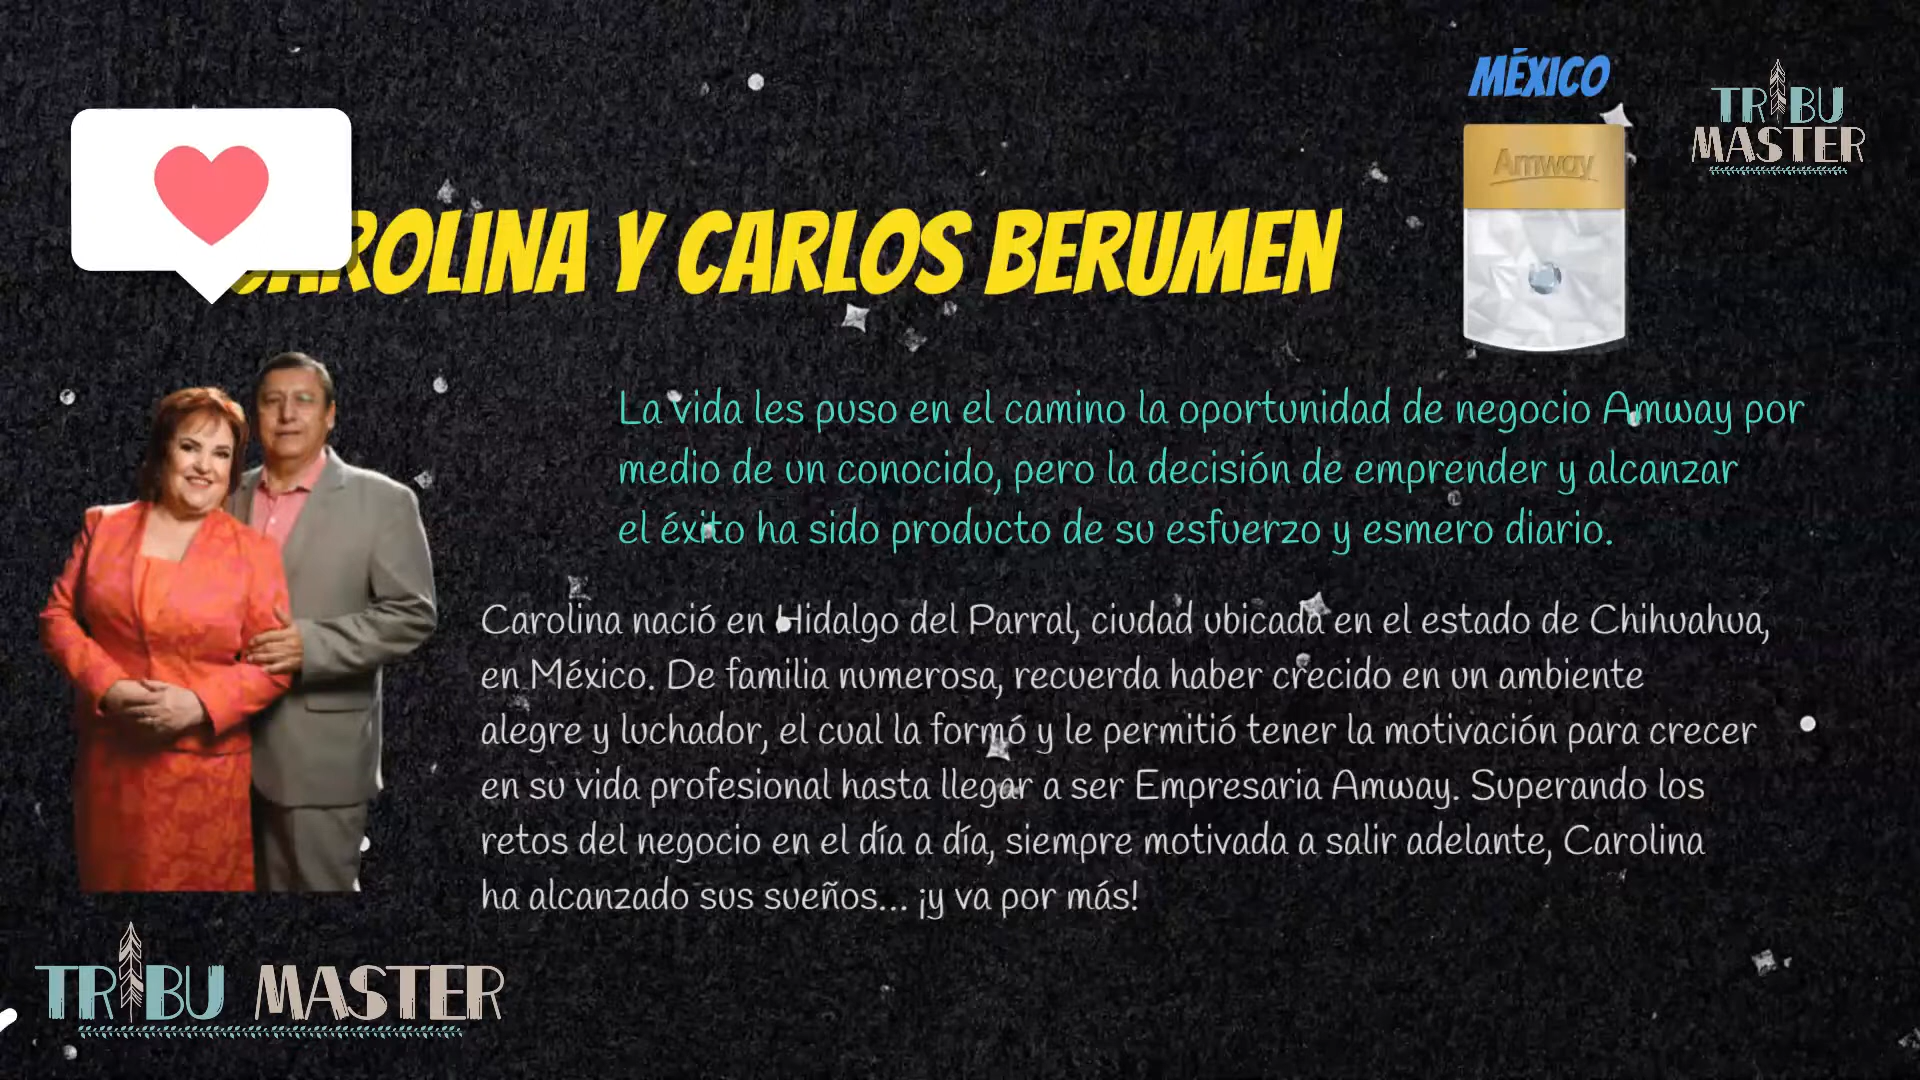 MÉXICO
TRIBU
MASTER
Amway
CAROLINA Y CARLOS BERUMEN
La vida les puso en el camino la oportunidad de negocio Amway por
medio de un conocido, pero la decisión de emprender y alcanzar
el éxito ha sido producto de su esfuerzo y esmero diario.
Carolina nació en Hidalgo del Parral, ciudad ubicada en el estado de Chihuahua,
en México. De familia numerosa, recuerda haber crecido en un ambiente
alegre y luchador, el cual la formó y le permitió tener la motivación para crecer
en su vida profesional hasta llegar a ser Empresaria Amway. Superando los
retos del negocio en el día a día, siempre motivada a salir adelante, Carolina
ha alcanzado sus sueños... ¡y va por más!
TRIBU MASTER